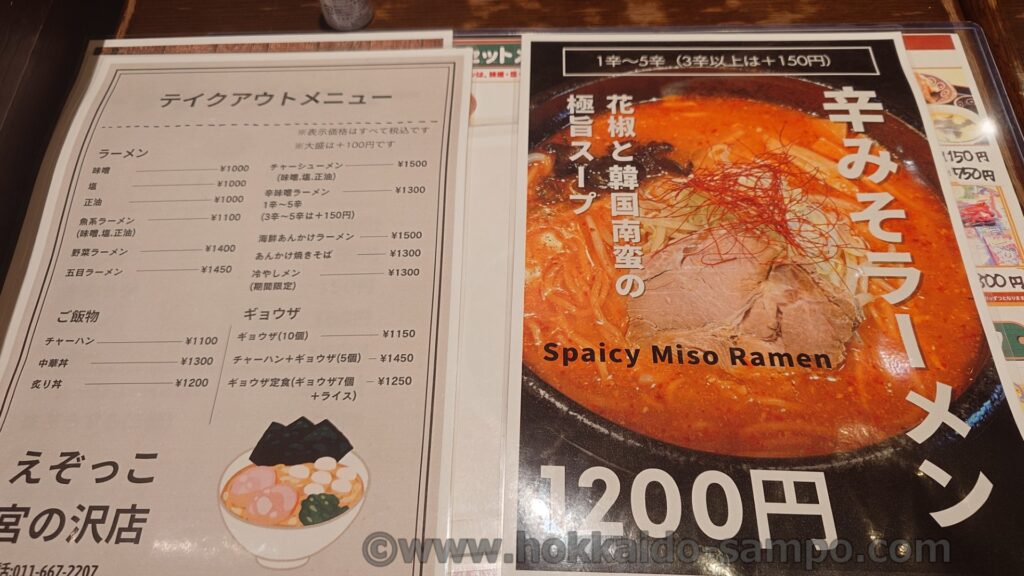 テイクアウトメニュー
※表示価格はすべて税込です
※大盛は＋100円です
ラーメン
味噌 ¥1000
塩 ¥1000
正油 ¥1000
魚系ラーメン ¥1100
(味噌.塩.正油)
野菜ラーメン ¥1400
五目ラーメン ¥1450
チャーシューメン ¥1500
(味噌,塩,正油)
辛味噌ラーメン ¥1300
1辛〜5辛
(3辛〜5辛は＋150円)
海鮮あんかけラーメン ¥1500
あんかけ焼きそば ¥1300
冷やしメン ¥1300
(期間限定)
ご飯物
チャーハン ¥1100
中華丼 ¥1300
炙り丼 ¥1200
ギョウザ
ギョウザ(10個) ¥1150
チャーハン＋ギョウザ(5個) ¥1450
ギョウザ定食(ギョウザ7個 ¥1250
＋ライス)
えぞっこ
宮の沢店
話:011-667-2207
セット
1辛〜5辛（3辛以上は＋150円）
辛みそラーメン
花椒と韓国南蛮の
極旨スープ
Spaicy Miso Ramen
1200円
150円
750円
300円
©www.hokkaido-sampo.com